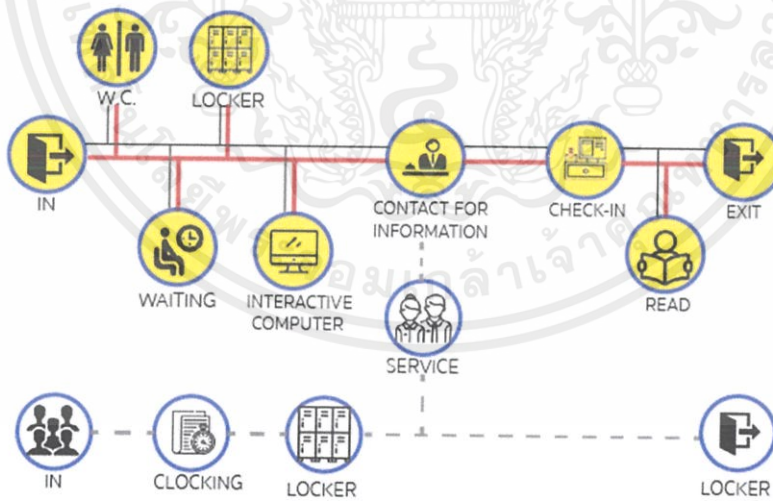 W.C.
LOCKER
IN
CONTACT FOR
INFORMATION
CHECK-IN
EXIT
WAITING
INTERACTIVE
COMPUTER
READ
SERVICE
IN
CLOCKING
LOCKER
LOCKER